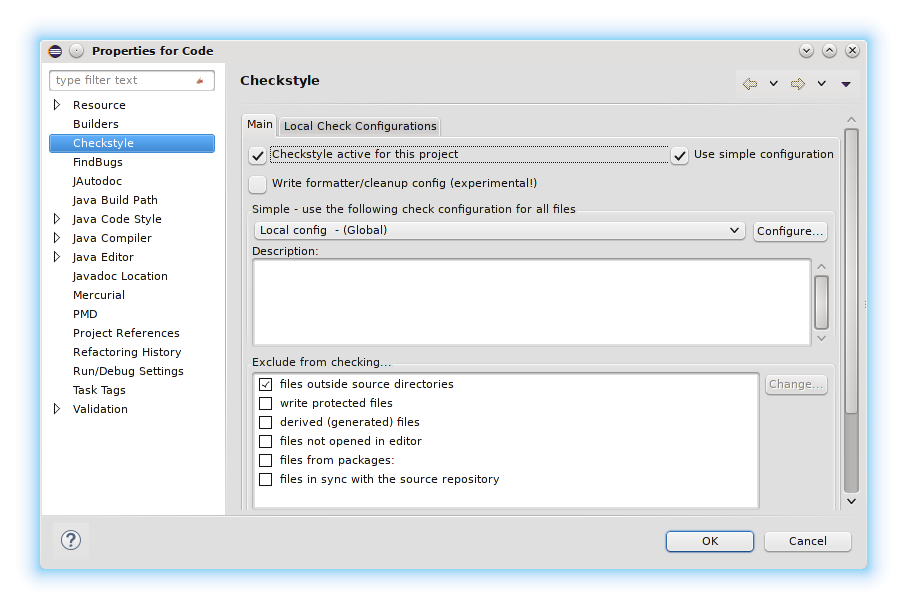 Properties for Code
type filter text
Resource
Builders
Checkstyle
FindBugs
JAutodoc
Java Build Path
Java Code Style
Java Compiler
Java Editor
Javadoc Location
Mercurial
PMD
Project References
Refactoring History
Run/Debug Settings
Task Tags
Validation
Checkstyle
Main
Local Check Configurations
Checkstyle active for this project
Use simple configuration
Write formatter/cleanup config (experimental!)
Simple - use the following check configuration for all files
Local config - (Global)
Configure...
Description:
Exclude from checking...
files outside source directories
Change...
write protected files
derived (generated) files
files not opened in editor
files from packages:
files in sync with the source repository
?
OK
Cancel